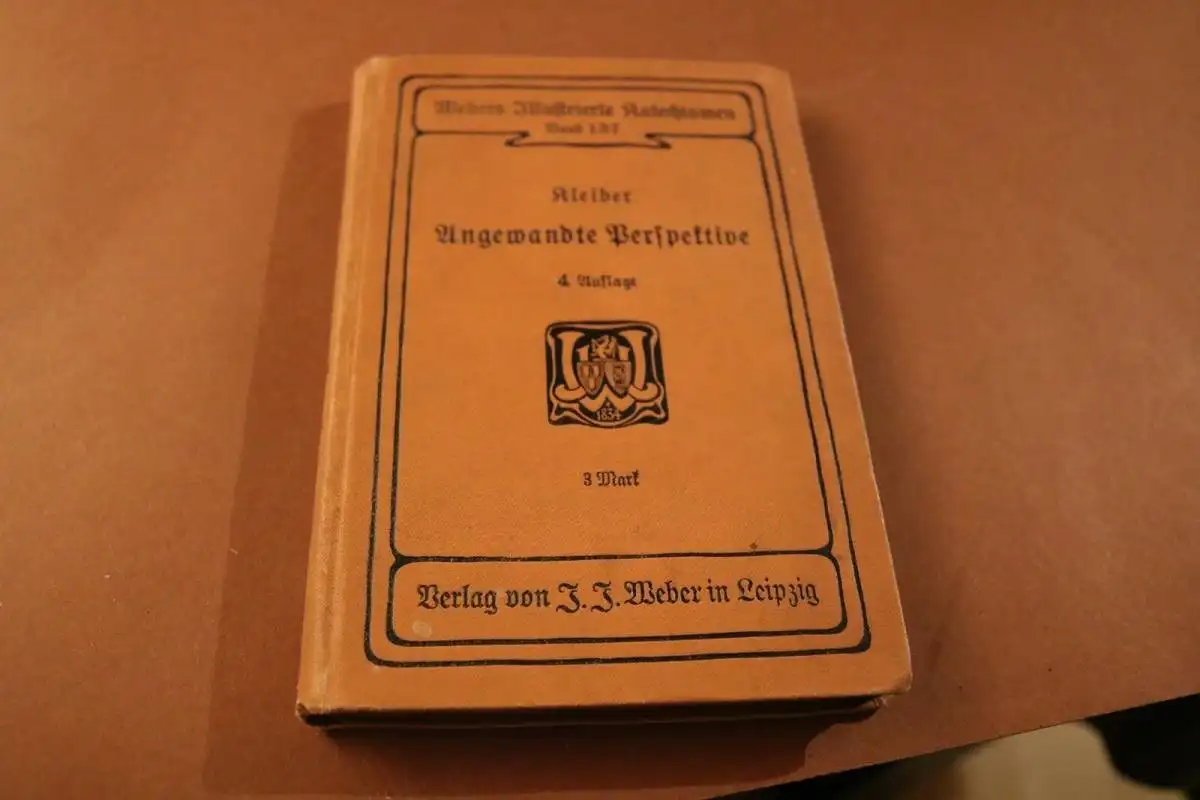 Webers Illustrierte Katechismen
Band 137
Kleiber
Angewandte Perspektive
4. Auflage
1834
3 Mark
Verlag von J. J. Weber in Leipzig